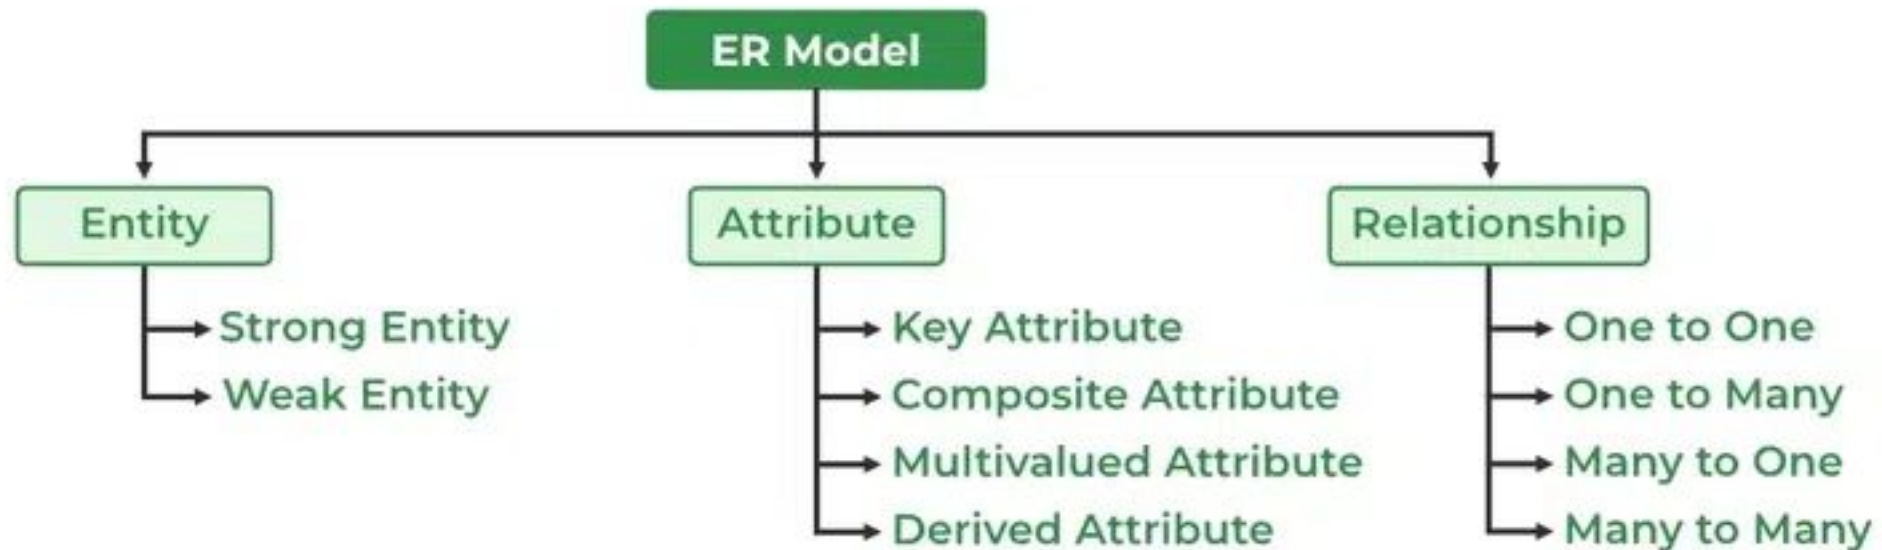 ER Model
Entity
Strong Entity
Weak Entity
Attribute
Key Attribute
Composite Attribute
Multivalued Attribute
Derived Attribute
Relationship
One to One
One to Many
Many to One
Many to Many